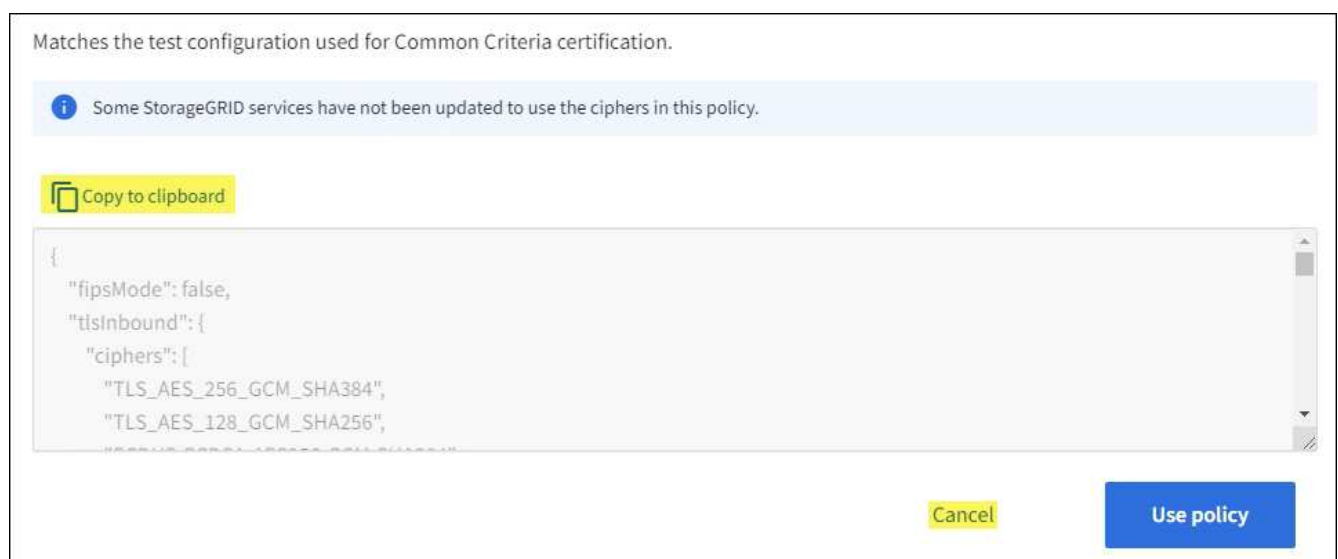 Matches the test configuration used for Common Criteria certification.
Some StorageGRID services have not been updated to use the ciphers in this policy.
Copy to clipboard
{
"fipsMode": false,
"tlsInbound": {
"ciphers": [
"TLS_AES_256_GCM_SHA384",
"TLS_AES_128_GCM_SHA256",
Cancel
Use policy